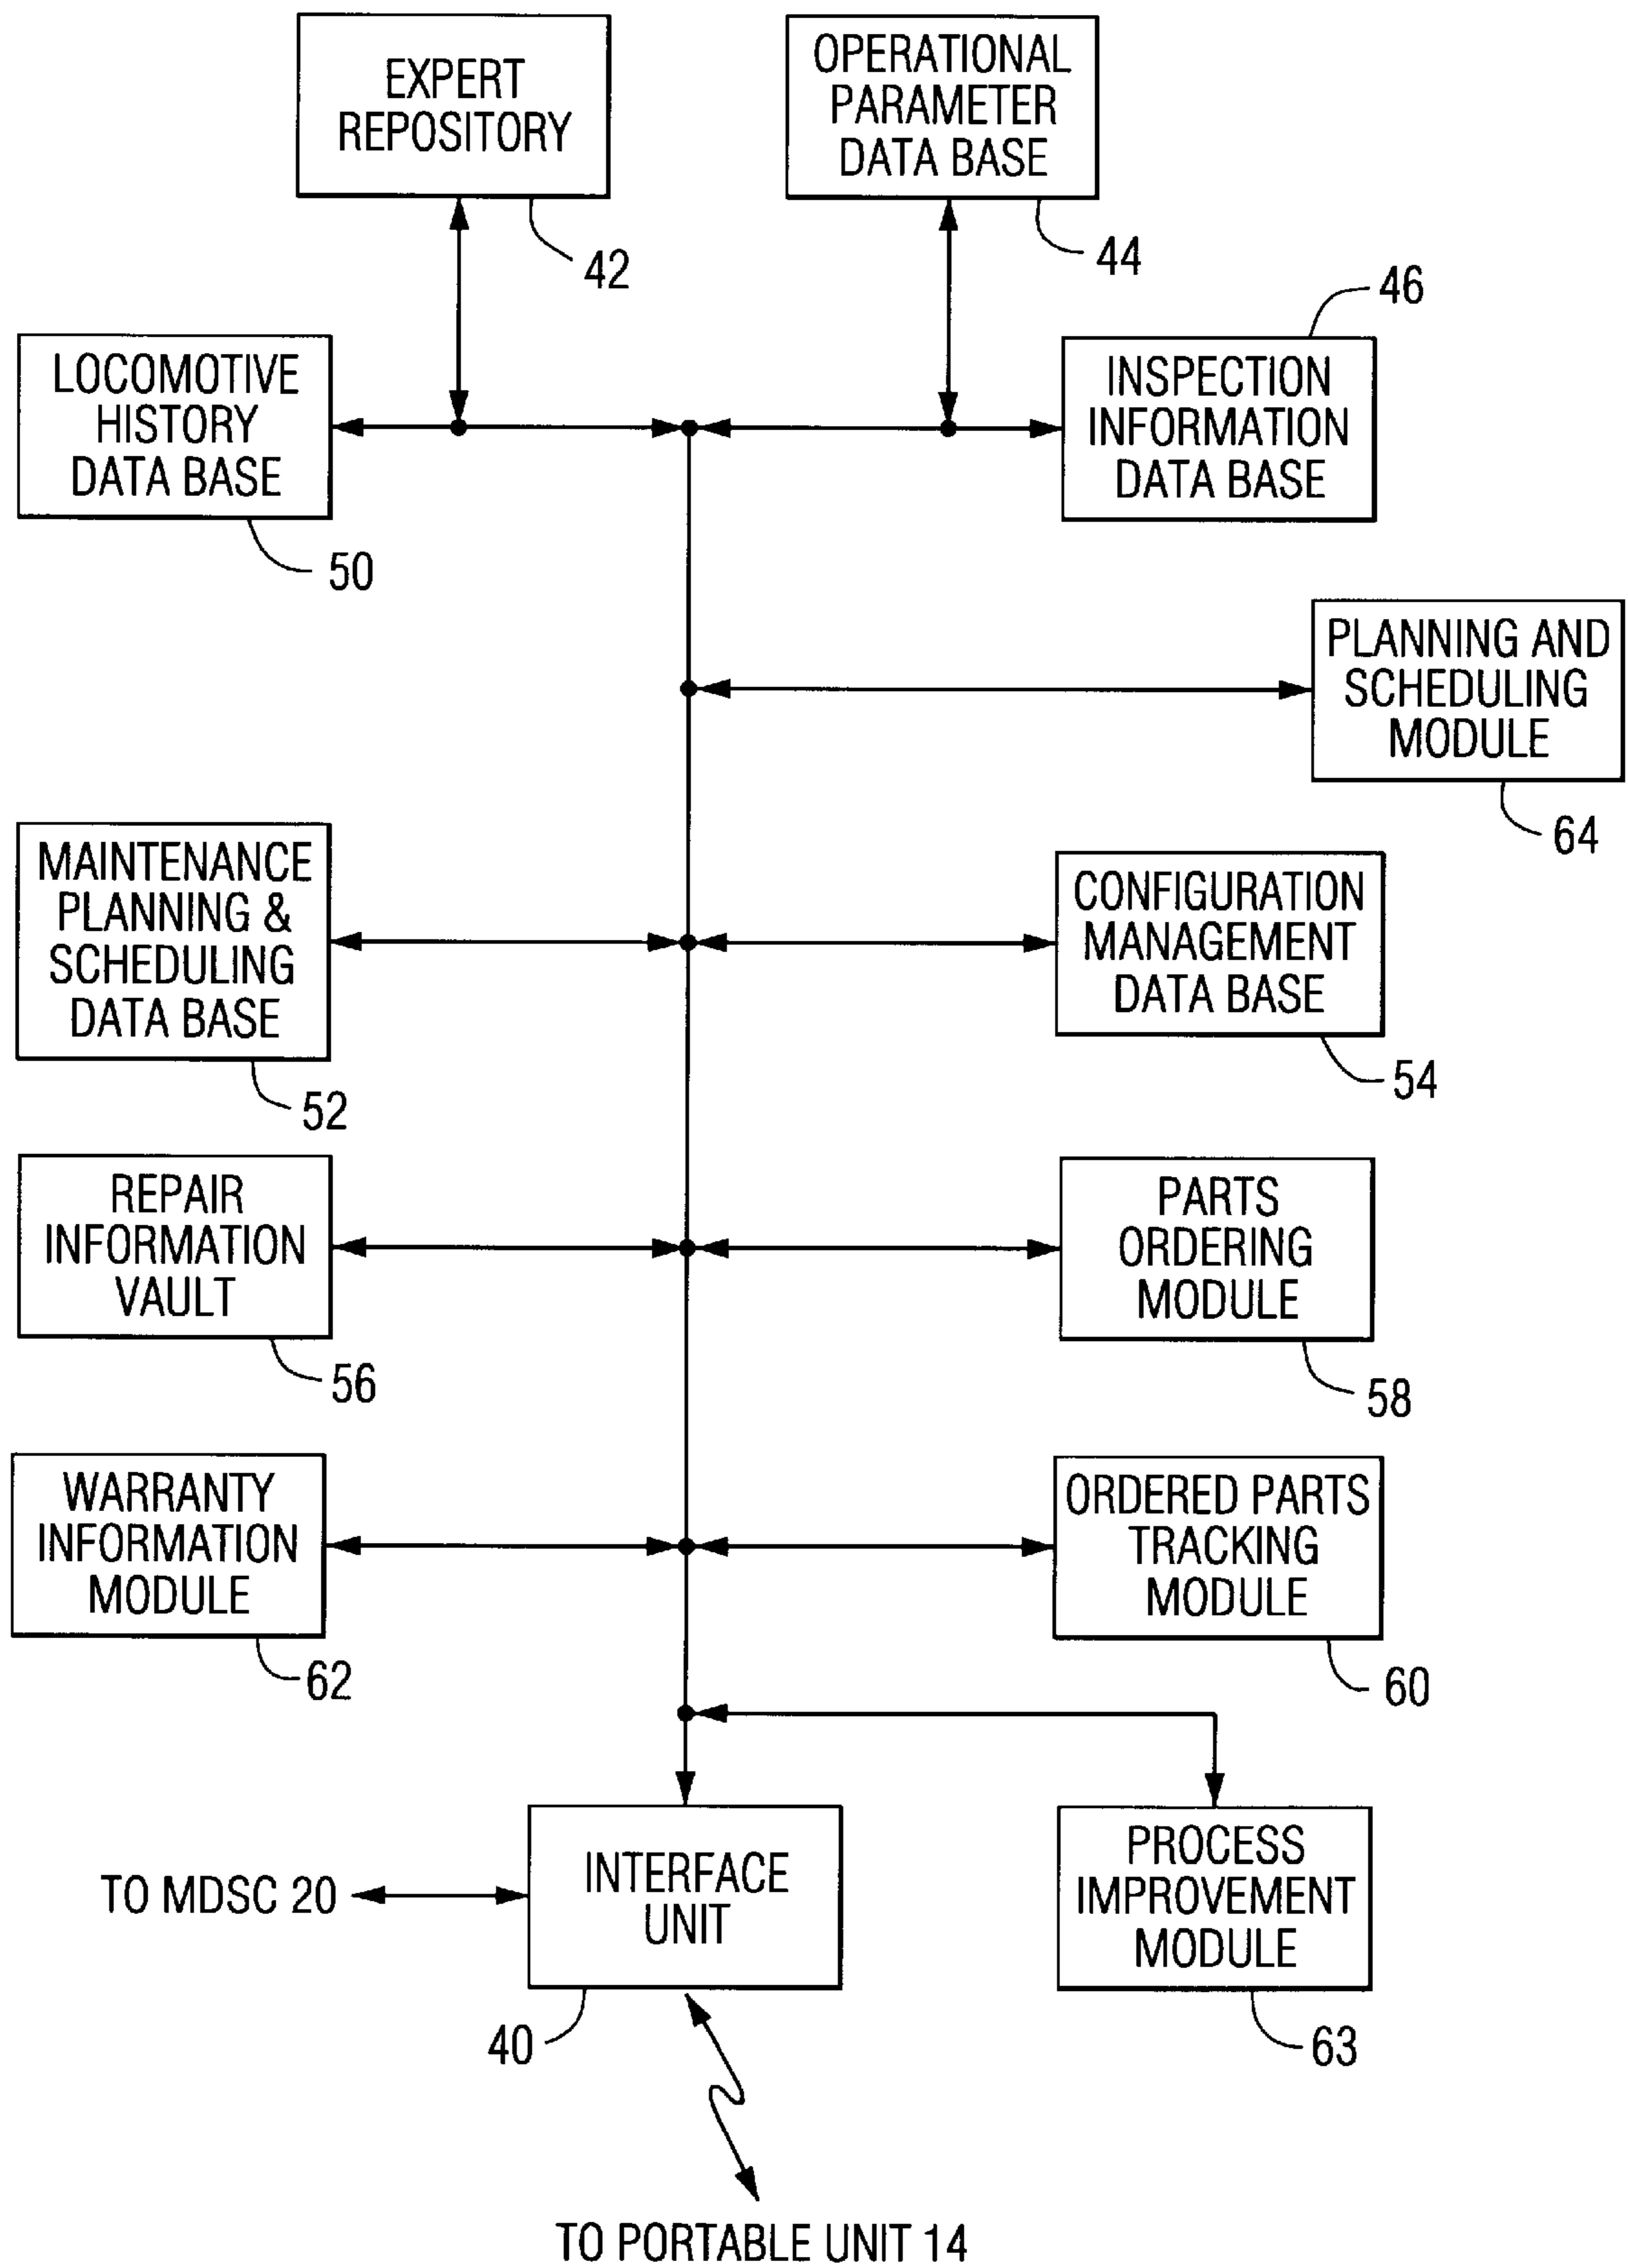 EXPERT
REPOSITORY
42
OPERATIONAL
PARAMETER
DATA BASE
44
46
LOCOMOTIVE
HISTORY
DATA BASE
50
INSPECTION
INFORMATION
DATA BASE
PLANNING AND
SCHEDULING
MODULE
64
MAINTENANCE
PLANNING &
SCHEDULING
DATA BASE
52
CONFIGURATION
MANAGEMENT
DATA BASE
54
REPAIR
INFORMATION
VAULT
56
PARTS
ORDERING
MODULE
58
WARRANTY
INFORMATION
MODULE
62
ORDERED PARTS
TRACKING
MODULE
60
TO MDSC 20
INTERFACE
UNIT
40
PROCESS
IMPROVEMENT
MODULE
63
TO PORTABLE UNIT 14